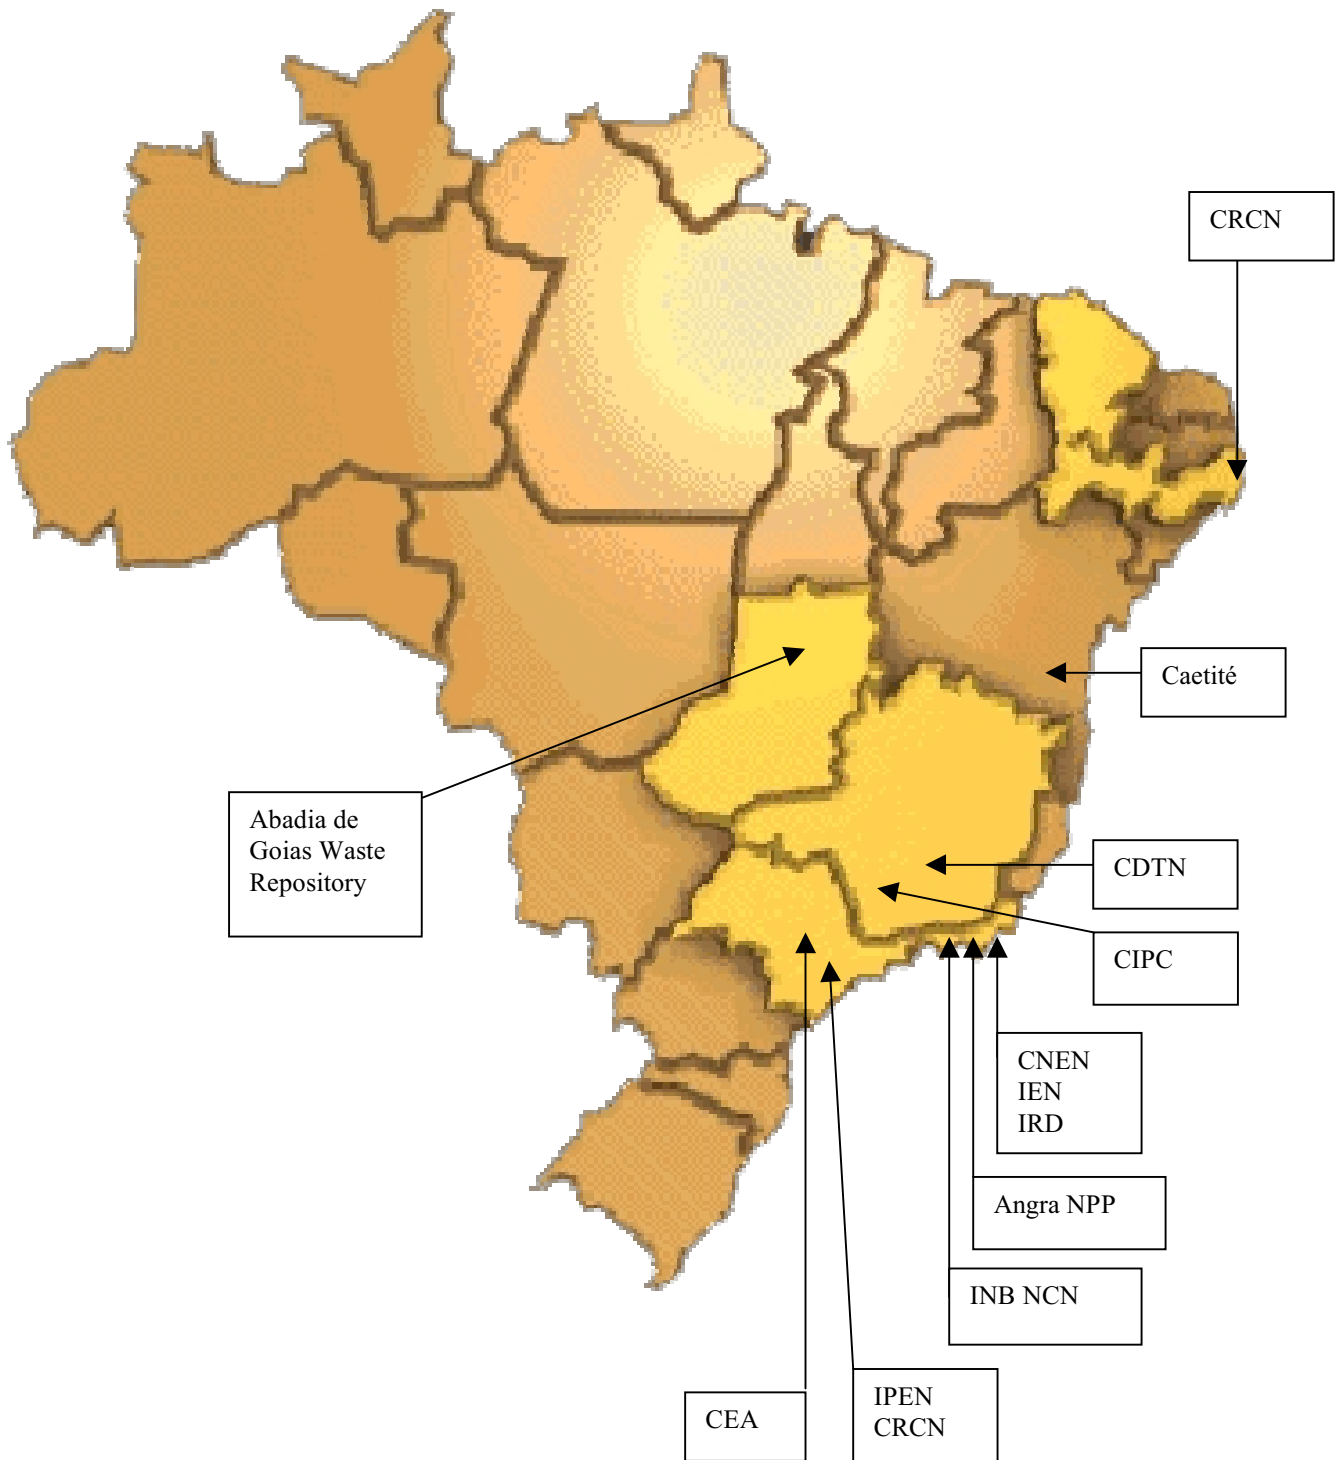 CRCN
Caetité
Abadia de
Goias Waste
Repository
CDTN
CIPC
CNEN
IEN
IRD
Angra NPP
INB NCN
IPEN
CRCN
CEA